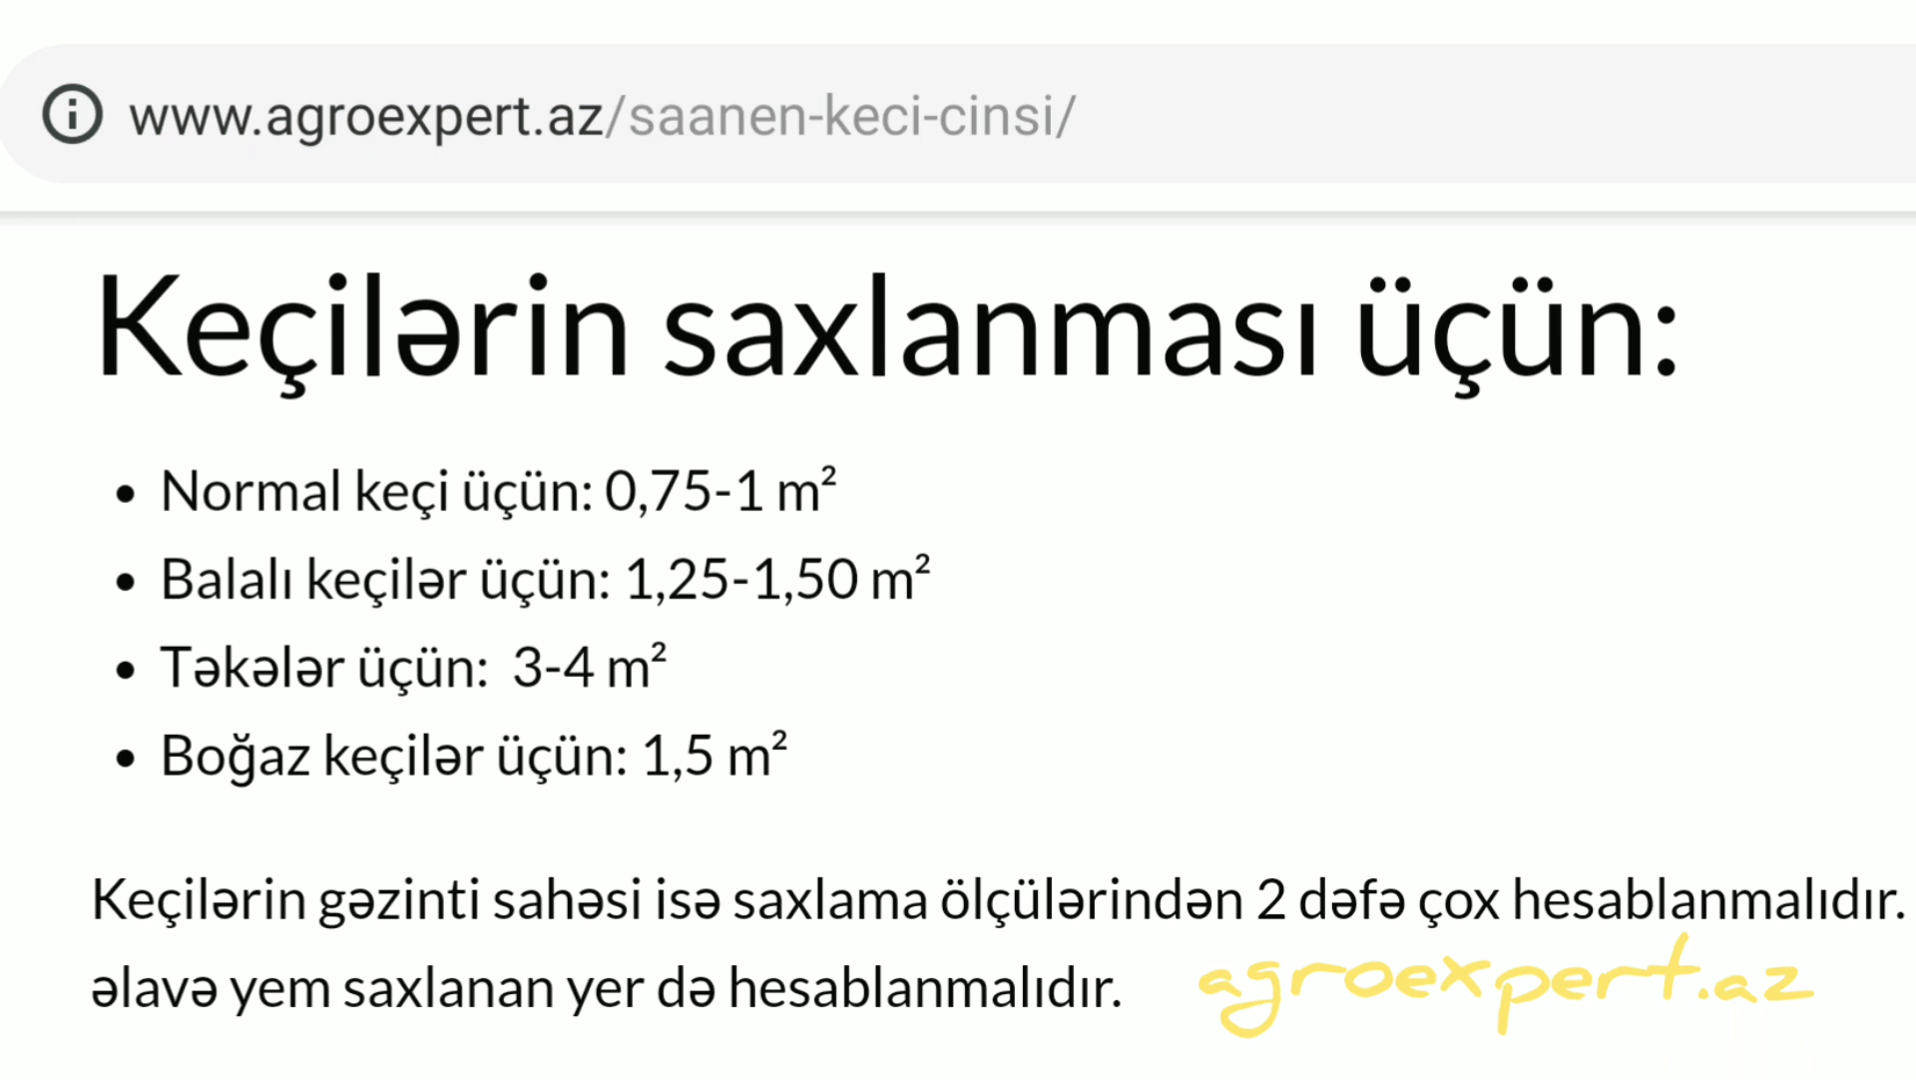 www.agroexpert.az/saanen-keci-cinsi/
Keçilərin saxlanması üçün:
• Normal keçi üçün: 0,75-1 m²
• Balalı keçilər üçün: 1,25-1,50 m²
• Təkələr üçün: 3-4 m²
• Boğaz keçilər üçün: 1,5 m²
Keçilərin gəzinti sahəsi isə saxlama ölçülərindən 2 dəfə çox hesablanmalıdır.
əlavə yem saxlanan yer də hesablanmalıdır.
agroexpert.az